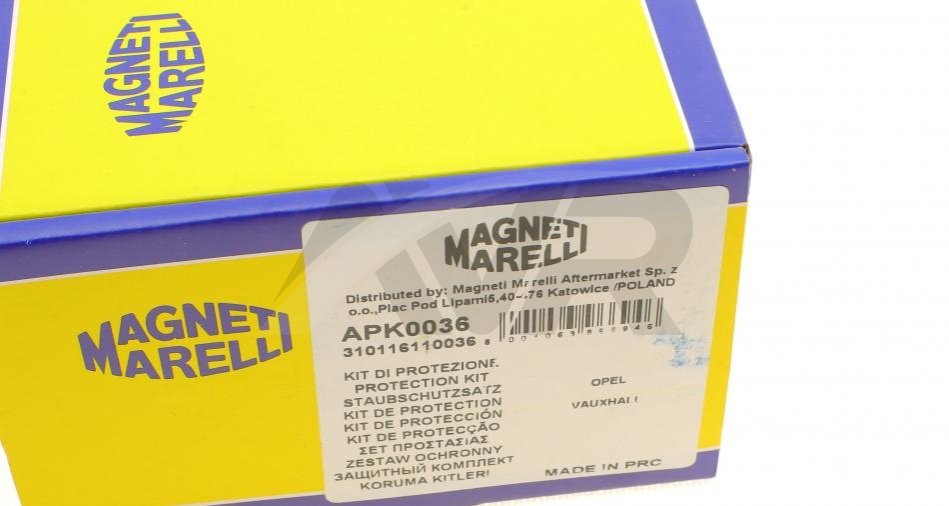 MAGNETI
MARELLI
MAGNETI
MARELLI
MAGNETI
MARELLI
Distributed by: Magneti Marelli Aftermarket Sp. z
o.o.,Plac Pod Lipami5,40-476 Katowice /POLAND
APK0036
310116110036
KIT DI PROTEZIONE
PROTECTION KIT
STAUBSCHUTZSATZ
KIT DE PROTECTION
KIT DE PROTECCIÓN
KIT DE PROTECÇÃO
ΣΕΤ ΠΡΟΣΤΑΣΙΑΣ
ZESTAW OCHRONNY
ЗАЩИТНЫЙ КОМПЛЕКТ
KORUMA KITLERI
OPEL
VAUXHALL
MADE IN PRC
AVR